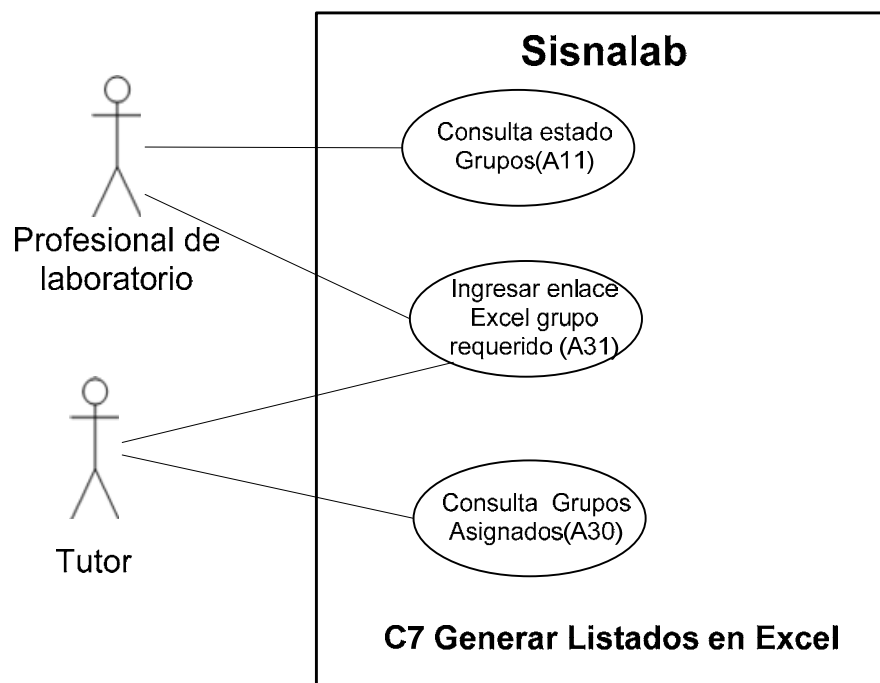 Sisnalab
Consulta estado
Grupos(A11)
Profesional de
laboratorio
Ingresar enlace
Excel grupo
requerido (A31)
Consulta Grupos
Asignados(A30)
Tutor
C7 Generar Listados en Excel